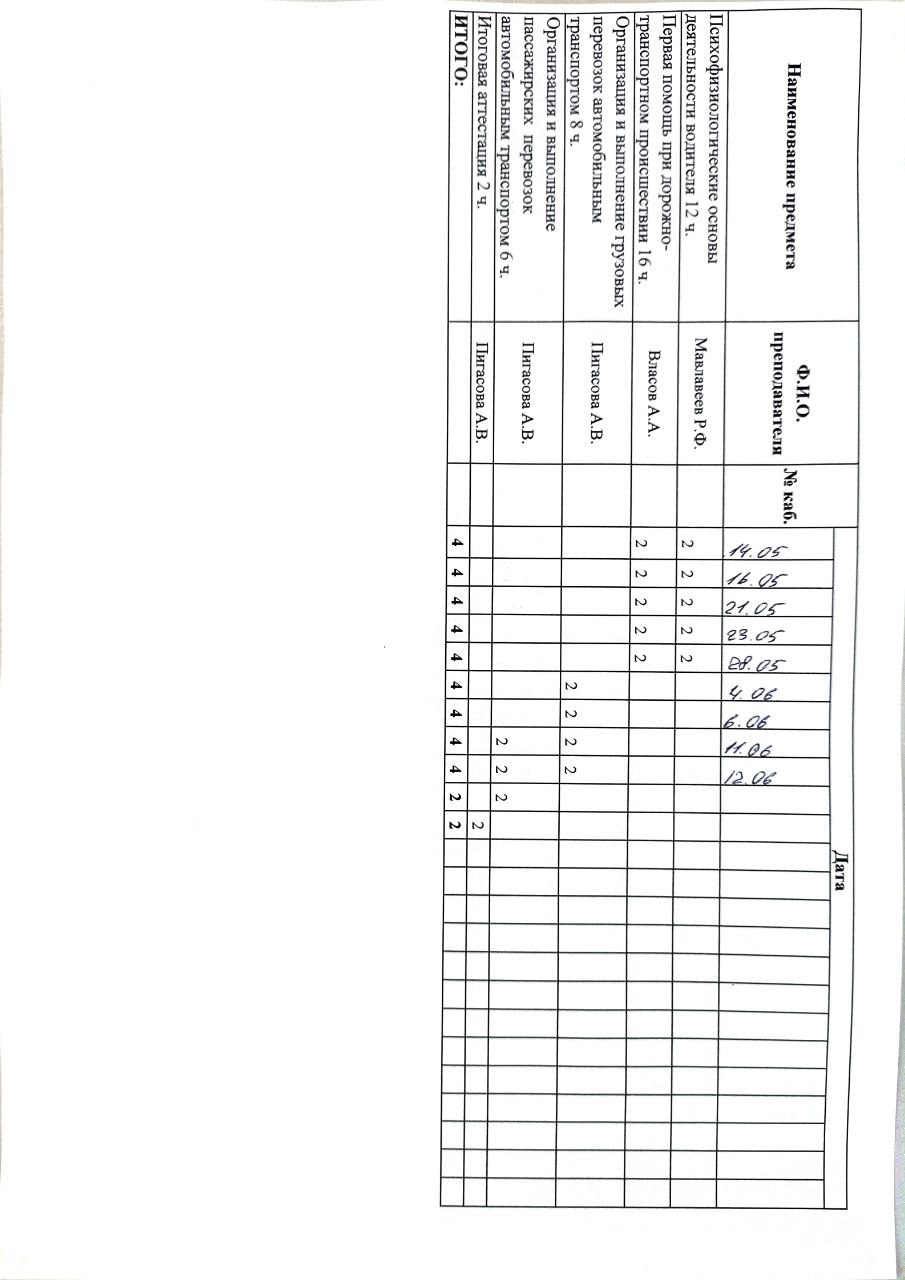 Наименование предмета
Ф.И.О.
преподавателя
№ каб.
Дата
14.05 16.05 21.05 23.05 28.05 4.06 6.06 11.06 12.06
Психофизиологические основы
деятельности водителя 12 ч.
Мавлавеев Р.Ф.
2 2 2 2 2
Первая помощь при дорожно-
транспортном происшествии 16 ч.
Власов А.А.
2 2 2 2 2
Организация и выполнение грузовых
перевозок автомобильным
транспортом 8 ч.
Пигасова А.В.
2 2 2 2
Организация и выполнение
пассажирских перевозок
автомобильным транспортом 6 ч.
Пигасова А.В.
2 2 2
Итоговая аттестация 2 ч.
Пигасова А.В.
2
ИТОГО:
4 4 4 4 4 4 4 4 4 2 2